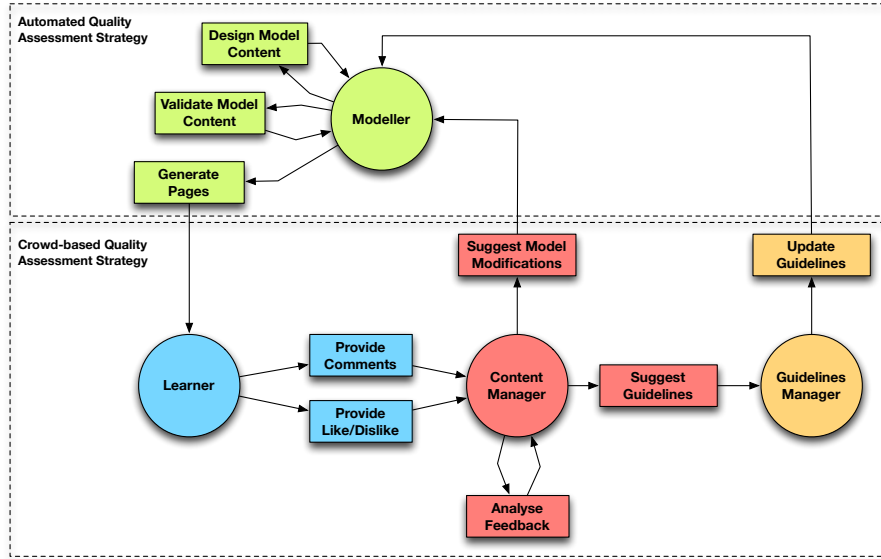 Automated Quality
Assessment Strategy
Design Model
Content
Validate Model
Content
Modeller
Generate
Pages
Crowd-based Quality
Assessment Strategy
Suggest Model
Modifications
Update
Guidelines
Learner
Provide
Comments
Provide
Like/Dislike
Content
Manager
Suggest
Guidelines
Guidelines
Manager
Analyse
Feedback